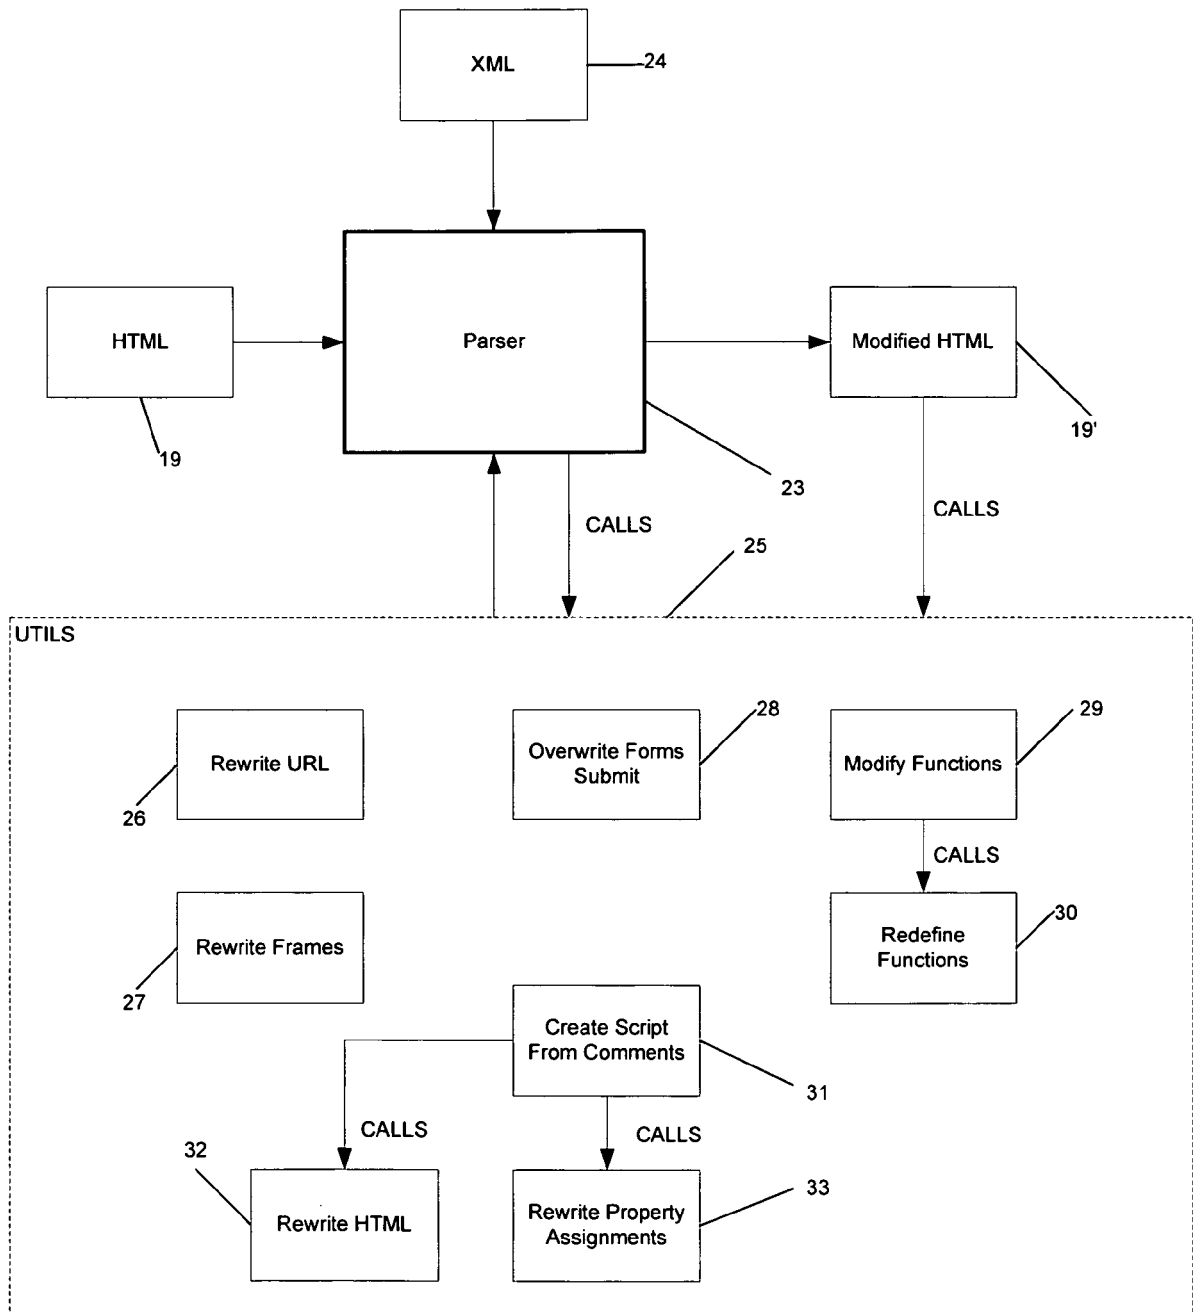 XML
24
HTML
Parser
Modified HTML
19
19'
23
CALLS
CALLS
25
UTILS
Rewrite URL
26
Overwrite Forms
Submit
28
Modify Functions
29
CALLS
Rewrite Frames
27
Redefine
Functions
30
Create Script
From Comments
31
CALLS
CALLS
32
Rewrite HTML
Rewrite Property
Assignments
33